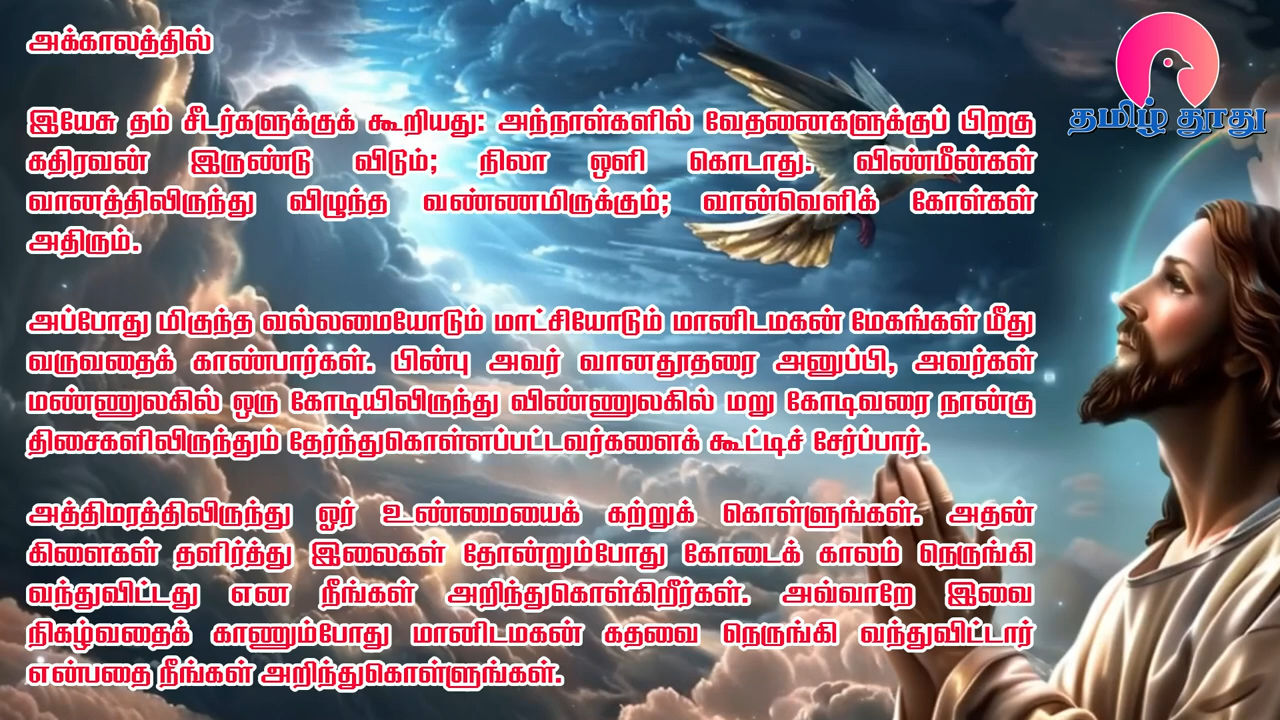 அக்காலத்தில்
தமிழ் தூது
இயேசு தம் சீடர்களுக்குக் கூறியது: அந்நாள்களில் வேதனைகளுக்குப் பிறகு
கதிரவன் இருண்டு விடும்; நிலா ஒளி கொடாது. விண்மீன்கள்
வானத்திலிருந்து விழுந்த வண்ணமிருக்கும்; வான்வெளிக் கோள்கள்
அதிரும்.
அப்போது மிகுந்த வல்லமையோடும் மாட்சியோடும் மானிடமகன் மேகங்கள் மீது
வருவதைக் காண்பார்கள். பின்பு அவர் வானதூதரை அனுப்பி, அவர்கள்
மண்ணுலகில் ஒரு கோடியிலிருந்து விண்ணுலகில் மறு கோடிவரை நான்கு
திசைகளிலிருந்தும் தேர்ந்துகொள்ளப்பட்டவர்களைக் கூட்டிச் சேர்ப்பார்.
அத்திமரத்திலிருந்து ஓர் உண்மையைக் கற்றுக் கொள்ளுங்கள். அதன்
கிளைகள் தளிர்த்து இலைகள் தோன்றும்போது கோடைக் காலம் நெருங்கி
வந்துவிட்டது என நீங்கள் அறிந்துகொள்கிறீர்கள். அவ்வாறே இவை
நிகழ்வதைக் காணும்போது மானிடமகன் கதவை நெருங்கி வந்துவிட்டார்
என்பதை நீங்கள் அறிந்துகொள்ளுங்கள்.